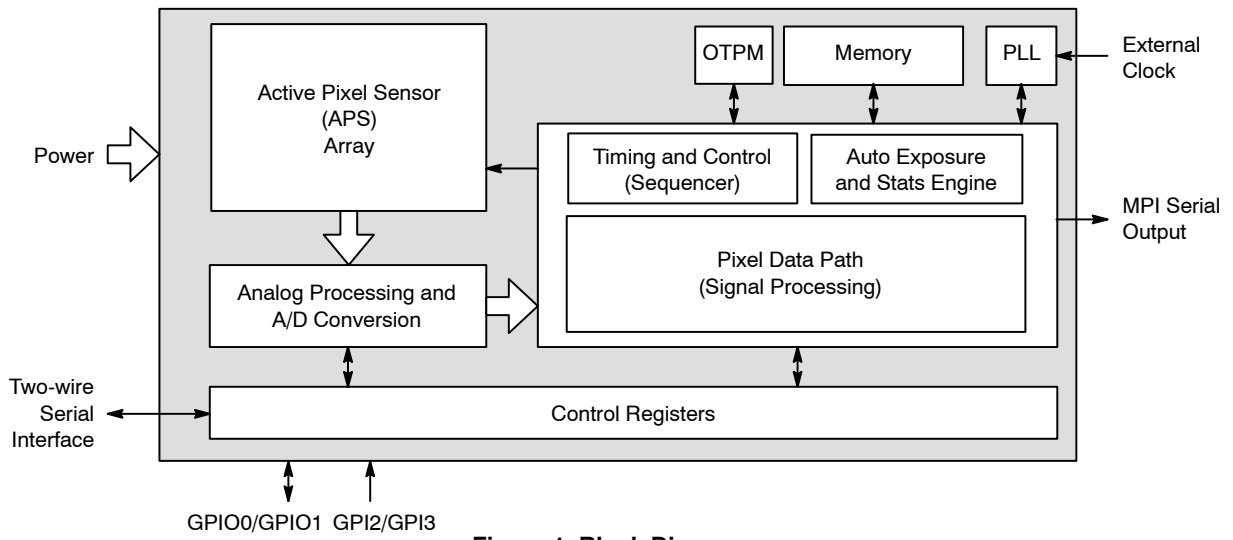 Active Pixel Sensor
(APS)
Array
OTPM
Memory
PLL
External
Clock
Power
Timing and Control
(Sequencer)
Auto Exposure
and Stats Engine
MPI Serial
Output
Pixel Data Path
(Signal Processing)
Analog Processing and
A/D Conversion
Two-wire
Serial
Interface
Control Registers
GPIO0/GPIO1
GPI2/GPI3